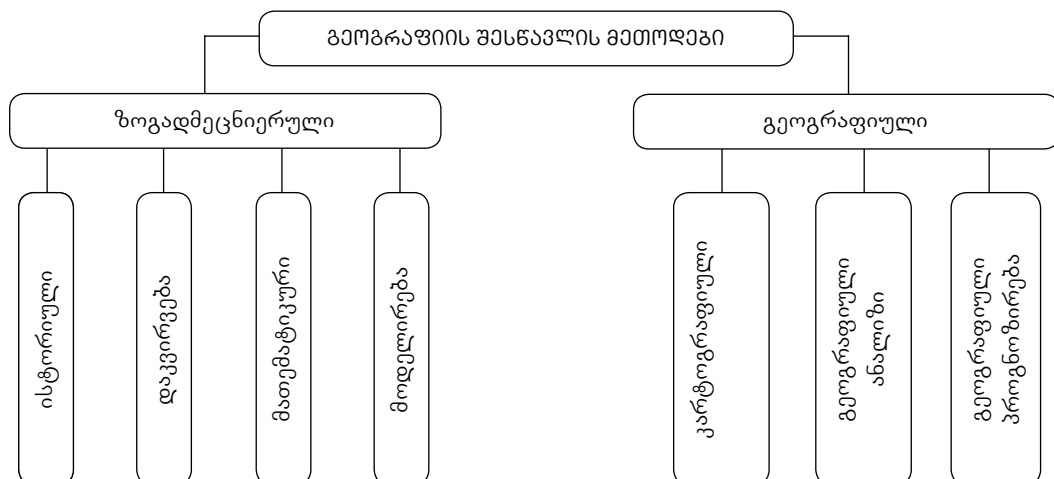 გეოგრაფიის შესწავლის მეთოდები
ზოგადმეცნიერული
გეოგრაფიული
ისტორიული
დაკვირვება
მათემატიკური
მოდელირება
კარტოგრაფიული
გეოგრაფიული
ანალიზი
გეოგრაფიული
პროგნოზირება